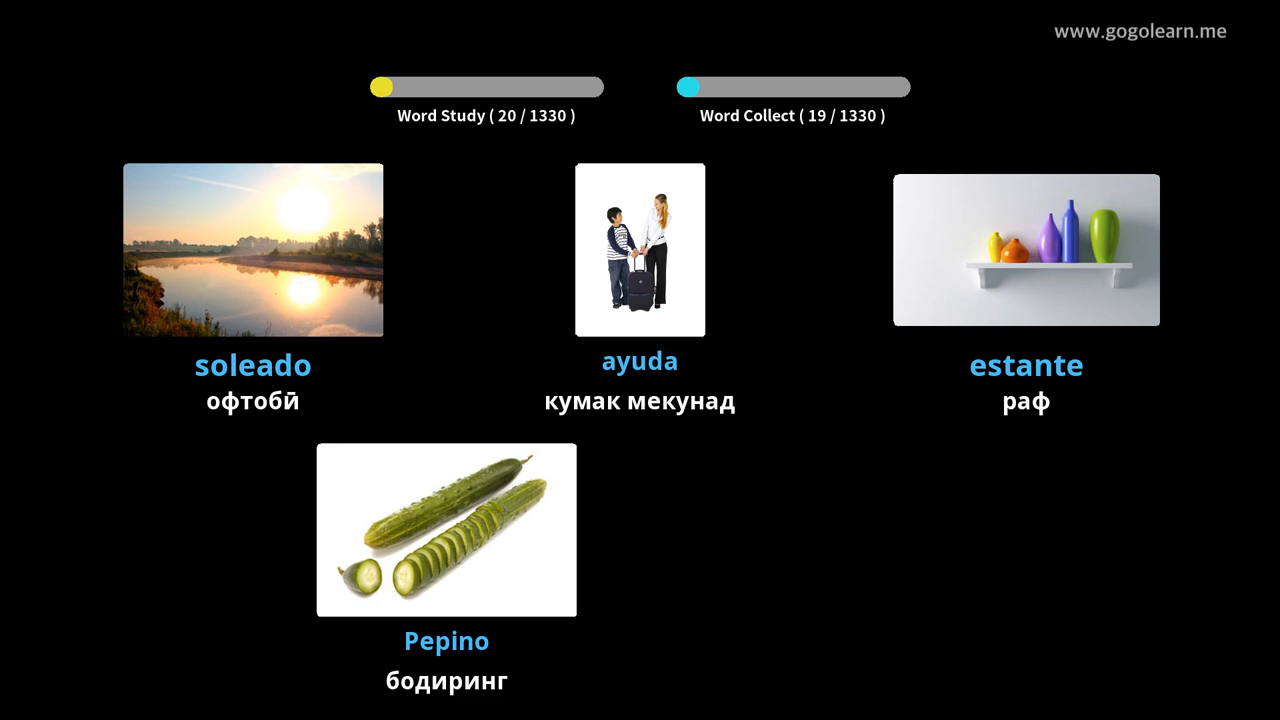 www.gogolearn.me
Word Study ( 20 / 1330 )
Word Collect ( 19 / 1330 )
soleado
офтобӣ
ayuda
кумак мекунад
estante
раф
Pepino
бодиринг